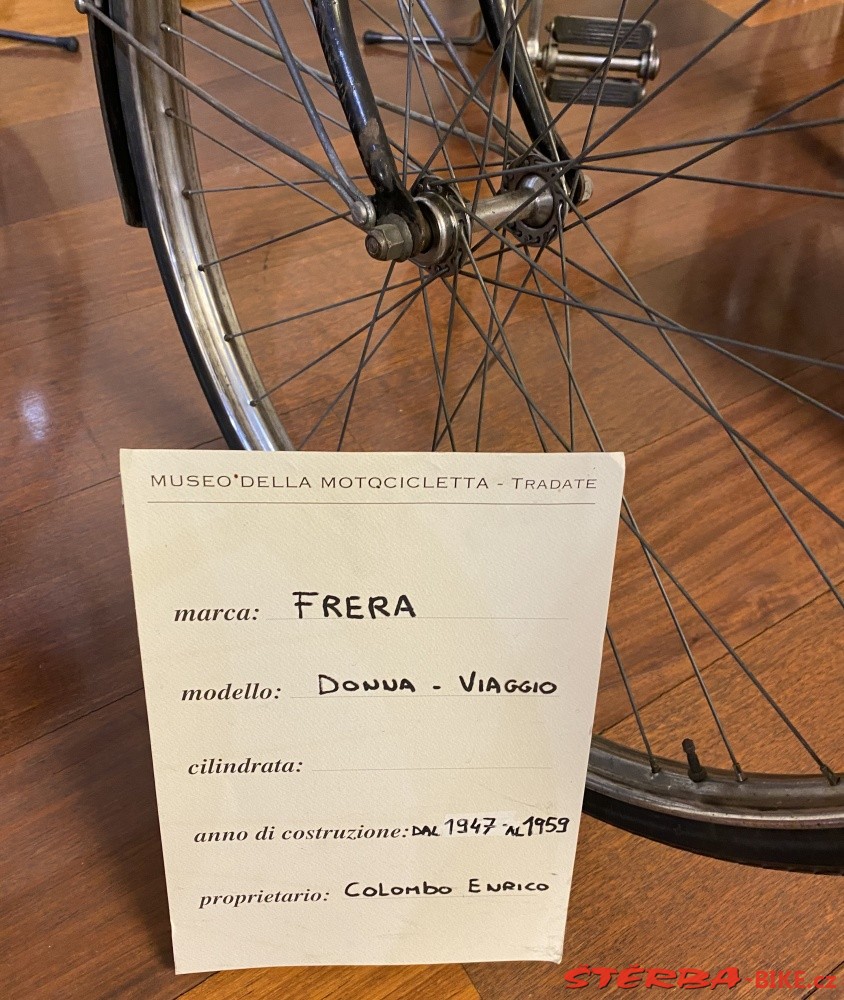 MUSEO DELLA MOTOCICLETTA - TRADATE
marca: FRERA
modello: DONNA - VIAGGIO
cilindrata:
anno di costruzione: DAL 1947 - AL 1959
proprietario: COLOMBO ENRICO
STERBA-BIKE.cz